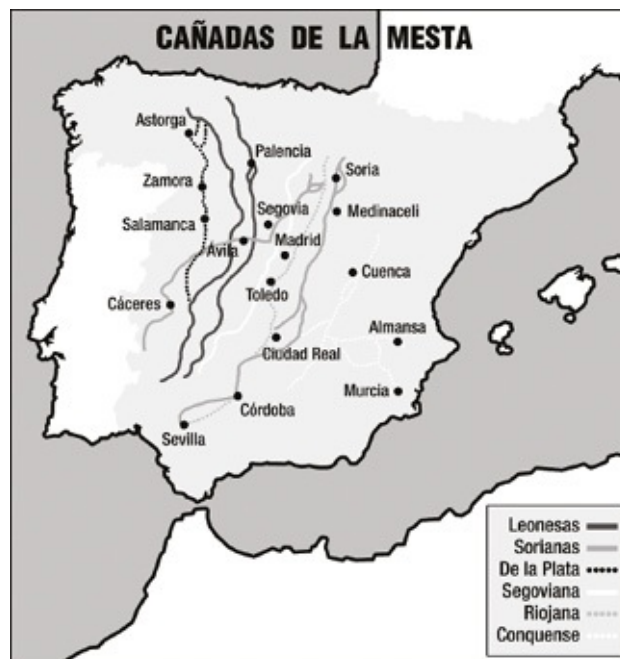 CAÑADAS DE LA MESTA
Astorga
Palencia
Zamora
Soria
Segovia
Medinaceli
Salamanca
Madrid
Ávila
Cuenca
Toledo
Cáceres
Almansa
Ciudad Real
Murcia
Córdoba
Sevilla
Leonesas
Sorianas
De la Plata
Segoviana
Riojana
Conquense